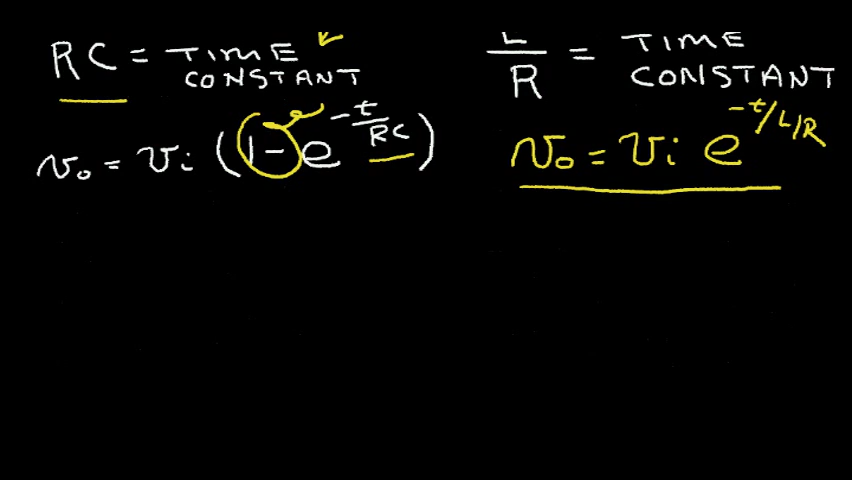 RC = TIME CONSTANT
v₀ = vi (1 - e^-t/RC)
L/R = TIME CONSTANT
v₀ = vi e^-t/L/R